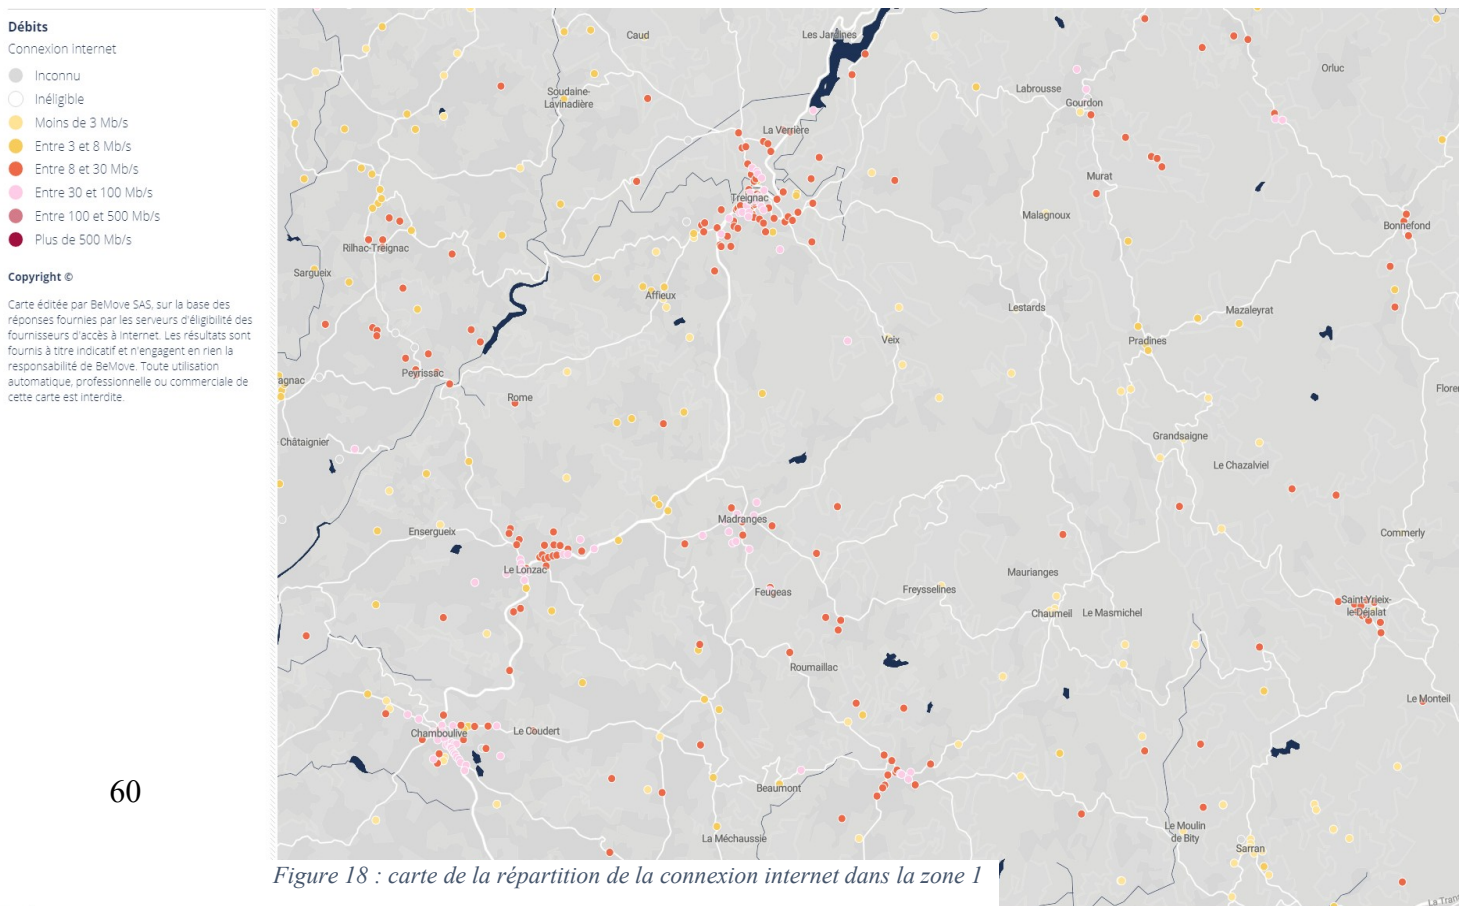 Débits
Connexion Internet
Inconnu
Inéligible
Moins de 3 Mb/s
Entre 3 et 8 Mb/s
Entre 8 et 30 Mb/s
Entre 30 et 100 Mb/s
Entre 100 et 500 Mb/s
Plus de 500 Mb/s
Copyright ©
Carte éditée par BeMove SAS, sur la base des
réponses fournies par les serveurs d'éligibilité des
fournisseurs d'accès à Internet. Les résultats sont
fournis à titre indicatif et n'engagent en rien la
responsabilité de BeMove. Toute utilisation
automatique, professionnelle ou commerciale de
cette carte est interdite.
Caud
Les Jardines
Orluc
Soudaine-
Lavinadière
Labrousse
Gourdon
La Verrière
Murat
Treignac
Malagnoux
Bonnefond
Rilhac-Treignac
Sargueix
Affieux
Lestards
Mazaleyrat
Veix
Pradines
Peyrissac
agnac
Rome
Florer
Châtaignier
Grandsaigne
Le Chazalviel
Madranges
Ensergueix
Commerly
Le Lonzac
Maurianges
Feugeas
Freysselines
Saint-Yrieix-
le-Déjalat
Chaumeil
Le Masmichel
Roumaillac
Le Monteil
Chamboulive
Le Coudert
Beaumont
La Méchaussie
Le Moulin
de Bity
Sarran
La Tran
60
Figure 18 : carte de la répartition de la connexion internet dans la zone 1